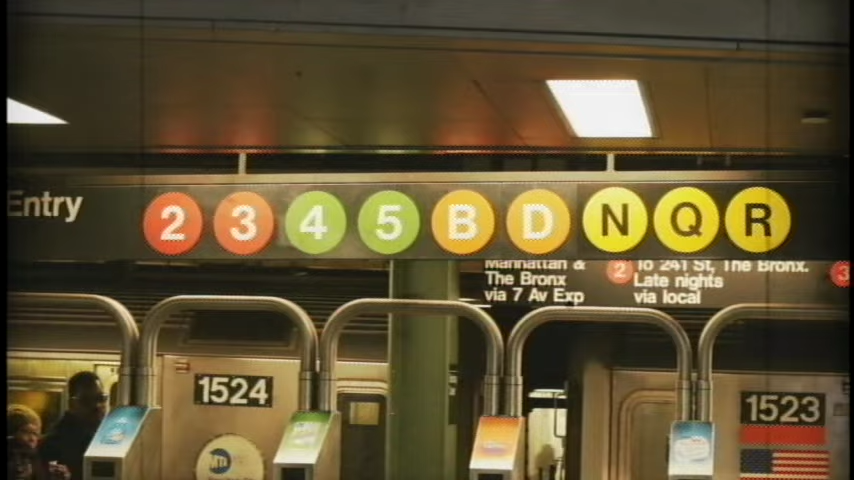 Entry 2 3 4 5 B D N Q R
Manhattan &
The Bronx
via 7 Av Exp
2 To 241 St, The Bronx.
Late nights
via local
3
1524
1523